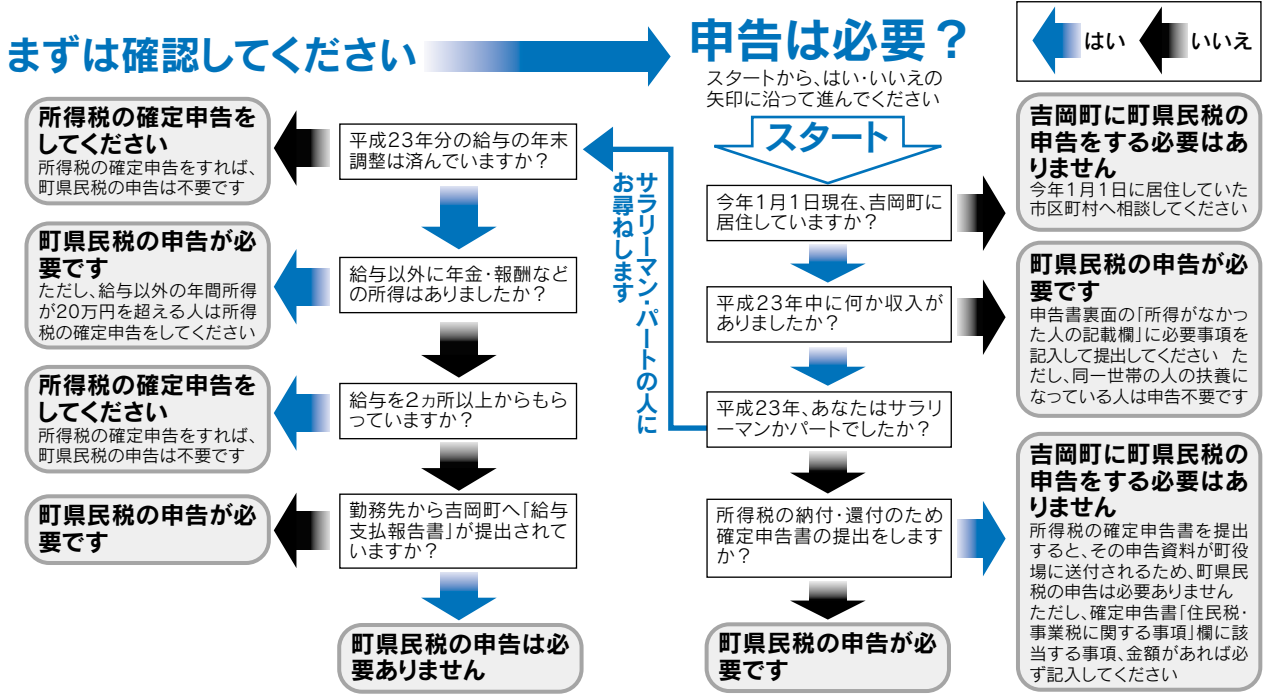 まずは確認してください
申告は必要？
スタートから、はい・いいえの
矢印に沿って進んでください
はい
いいえ
スタート
今年1月1日現在、吉岡町に
居住していますか？
吉岡町に町県民税の
申告をする必要はあ
りません
今年1月1日に居住していた
市区町村へ相談してください
平成23年中に何か収入が
ありましたか？
町県民税の申告が必
要です
申告書裏面の「所得がなかっ
た人の記載欄」に必要事項を
記入して提出してください　た
だし、同一世帯の人の扶養に
なっている人は申告不要です
平成23年、あなたはサラリ
ーマンかパートでしたか？
所得税の納付・還付のため
確定申告書の提出をします
か？
吉岡町に町県民税の
申告をする必要はあ
りません
所得税の確定申告書を提出
すると、その申告資料が町役
場に送付されるため、町県民
税の申告は必要ありません
ただし、確定申告書「住民税・
事業税に関する事項」欄に該
当する事項、金額があれば必
ず記入してください
町県民税の申告が必
要です
サラリーマン・パートの人に
お尋ねします
平成23年分の給与の年末
調整は済んでいますか？
所得税の確定申告を
してください
所得税の確定申告をすれば、
町県民税の申告は不要です
給与以外に年金・報酬など
の所得はありましたか？
町県民税の申告が必
要です
ただし、給与以外の年間所得
が20万円を超える人は所得
税の確定申告をしてください
給与を2ヵ所以上からもら
っていますか？
所得税の確定申告を
してください
所得税の確定申告をすれば、
町県民税の申告は不要です
勤務先から吉岡町へ「給与
支払報告書」が提出されて
いますか？
町県民税の申告が必
要です
町県民税の申告は必
要ありません